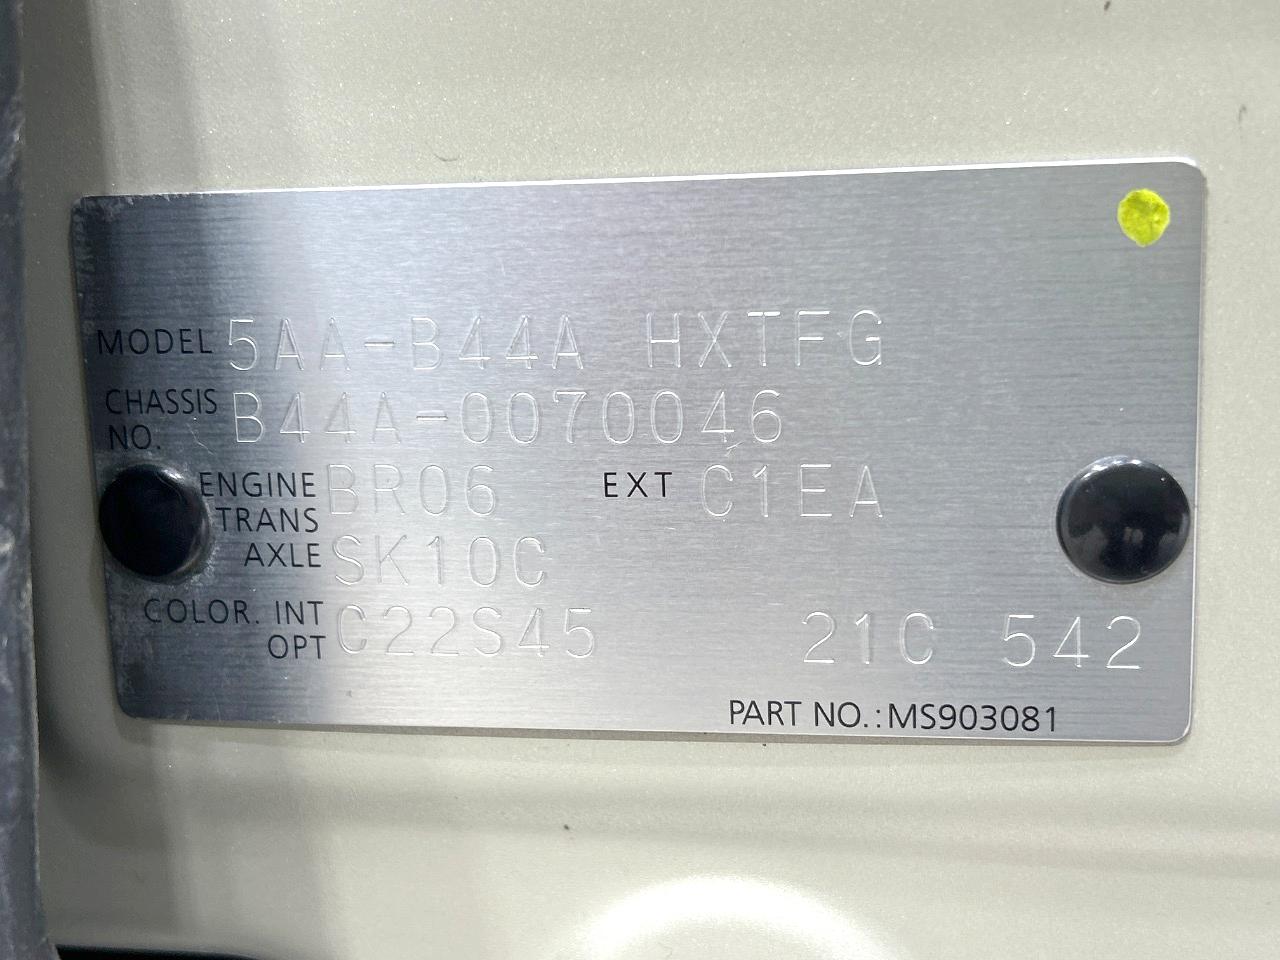 MODEL 5AA-B44A HXTFG
CHASSIS NO. B44A-0070046
ENGINE BR06 EXT C1EA
TRANS AXLE SK10C
COLOR. INT OPT C22S45 21C 542
PART NO.:MS903081